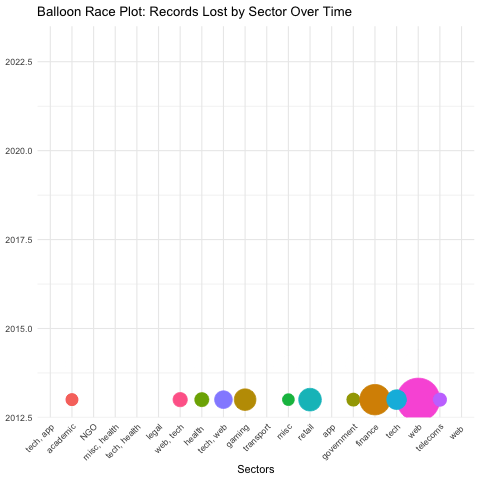 Balloon Race Plot: Records Lost by Sector Over Time
2022.5
2020.0
2017.5
2015.0
2012.5
tech, app
academic
NGO
misc, health
tech, health
legal
web, tech
health
tech, web
gaming
transport
misc
retail
app
government
finance
tech
web
telecoms
web
Sectors